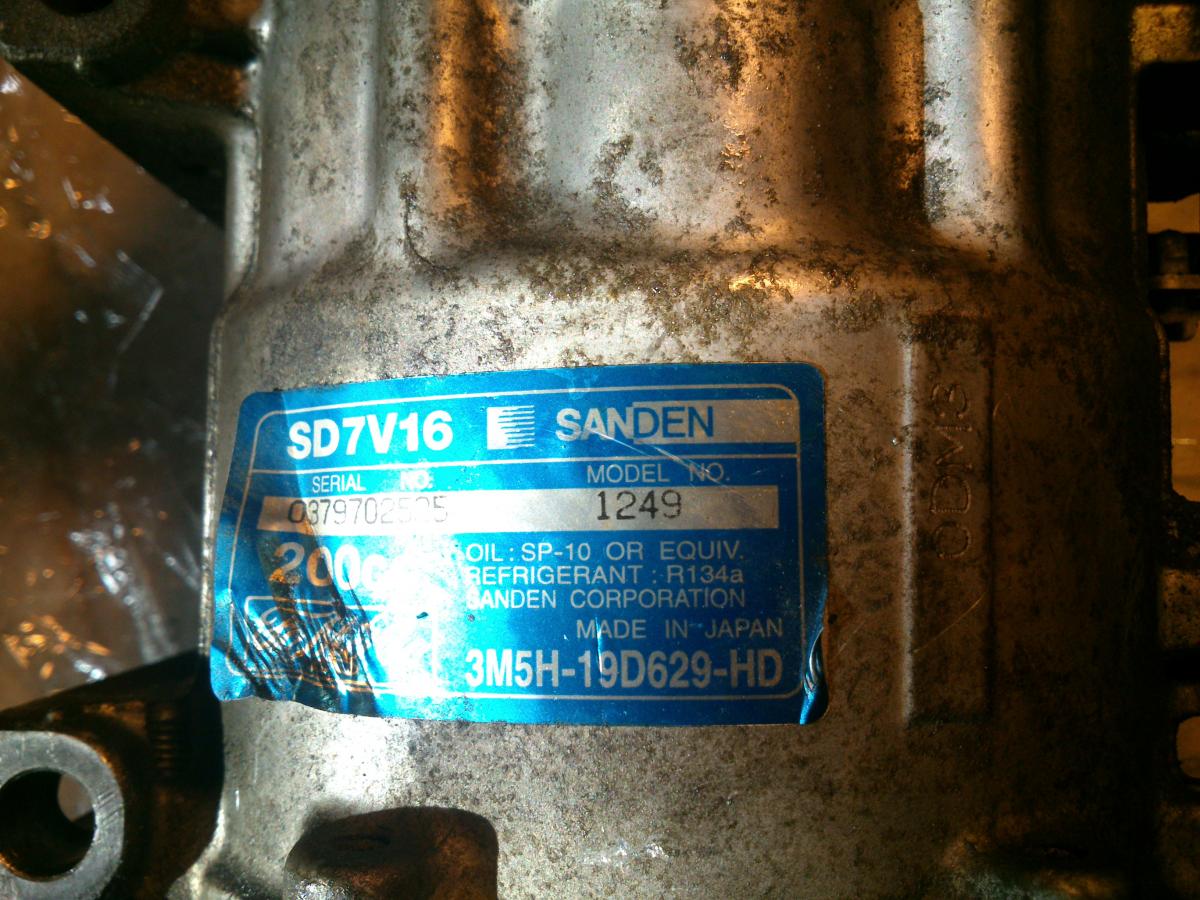 SD7V16 SANDEN
SERIAL NO. MODEL NO.
1249
OIL : SP-10 OR EQUIV.
REFRIGERANT : R134a
SANDEN CORPORATION
MADE IN JAPAN
3M5H-19D629-HD